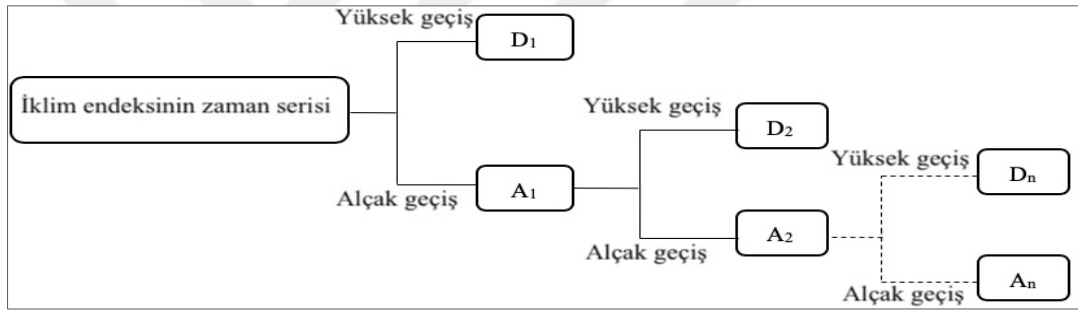 Yüksek geçiş
D₁
İklim endeksinin zaman serisi
Yüksek geçiş
D₂
Alçak geçiş
A₁
Yüksek geçiş
Dₙ
Alçak geçiş
A₂
Alçak geçiş
Aₙ